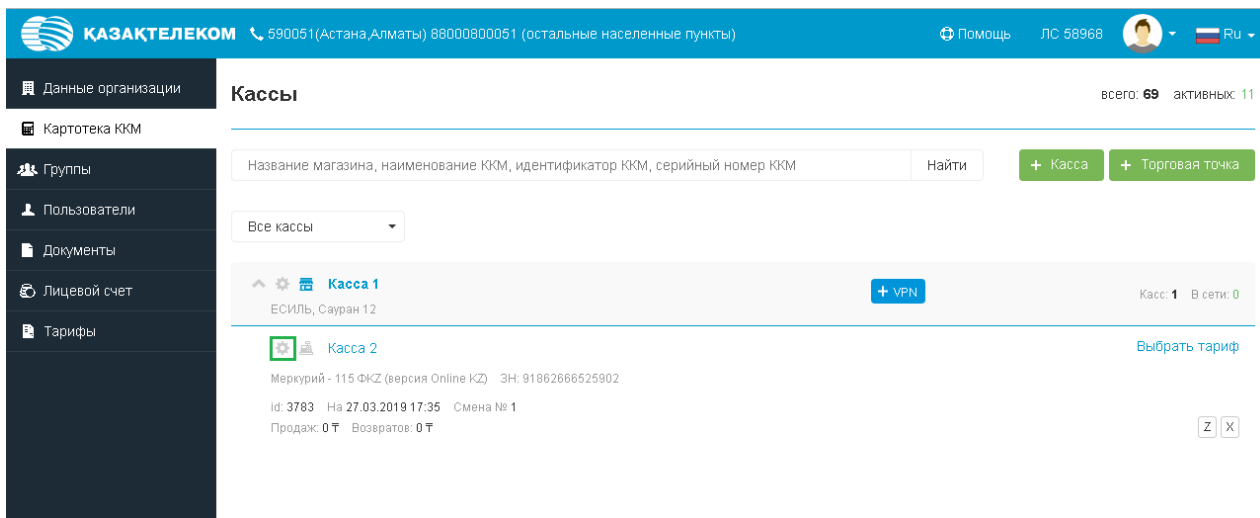 ҚАЗАҚТЕЛЕКОМ 590051(Астана,Алматы) 88000800051 (остальные населенные пункты) Помощь ЛС 58968 Ru
Данные организации
Картотека ККМ
Группы
Пользователи
Документы
Лицевой счет
Тарифы
Кассы всего: 69 активных: 11
Название магазина, наименование ККМ, идентификатор ККМ, серийный номер ККМ Найти + Касса + Торговая точка
Все кассы
Касса 1 + VPN Касс: 1 В сети: 0
ЕСИЛЬ, Сауран 12
Касса 2 Выбрать тариф
Меркурий - 115 ФKZ (версия Online KZ) ЗН: 91862666525902
id: 3783 На 27.03.2019 17:35 Смена № 1
Продаж: 0 ₸ Возвратов: 0 ₸ Z X